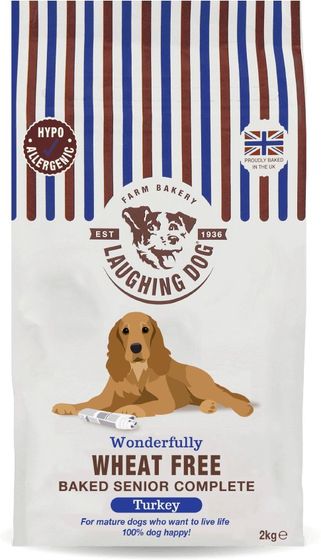 HYPO
ALLERGENIC
PROUDLY BAKED
IN THE UK
FARM BAKERY
EST 1936
LAUGHING DOG
Wonderfully
WHEAT FREE
BAKED SENIOR COMPLETE
Turkey
For mature dogs who want to live life
100% dog happy!
2kg℮